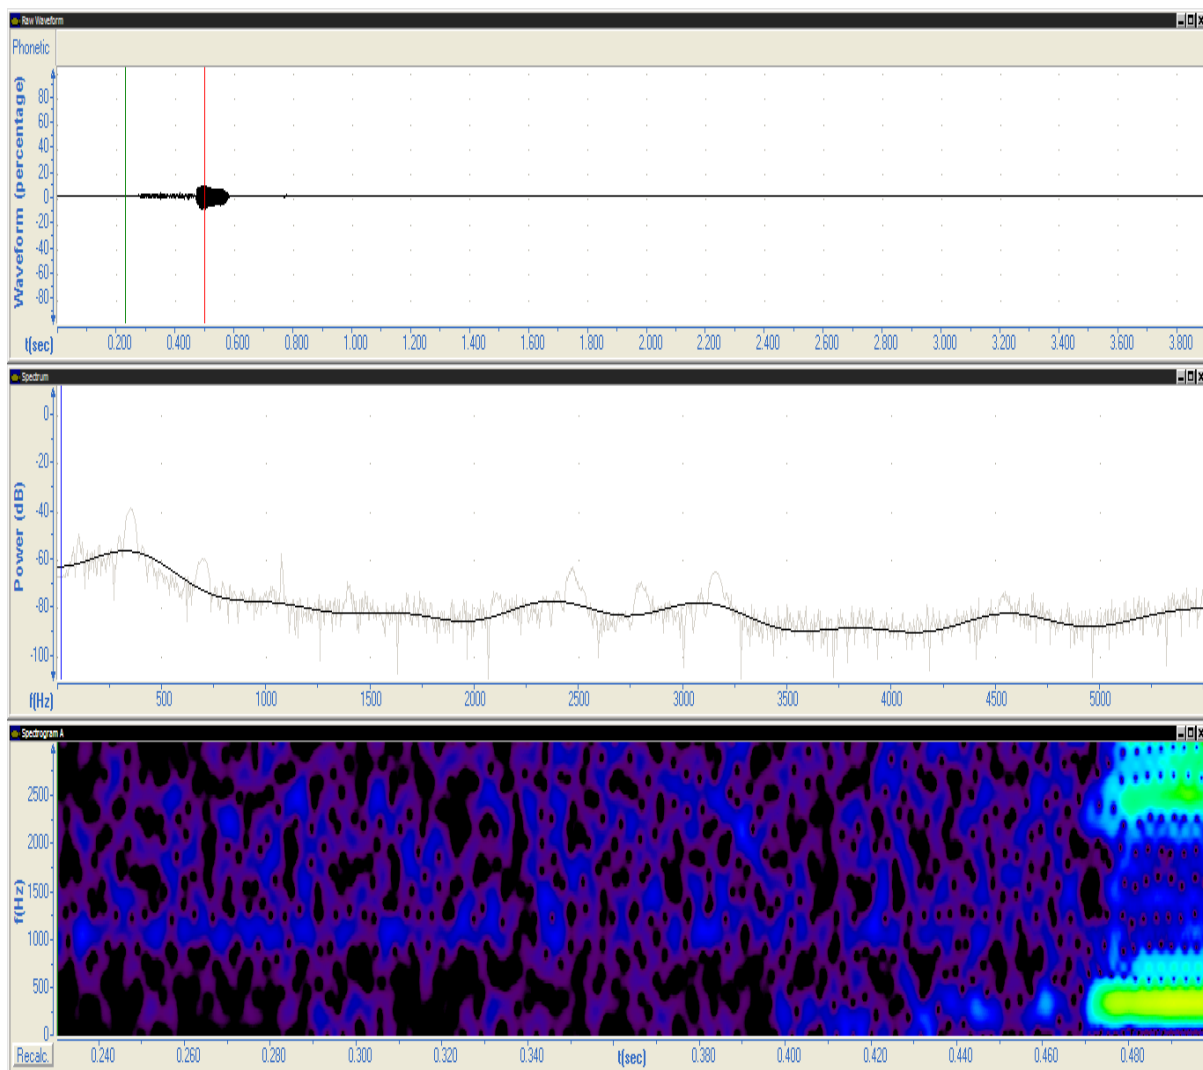 Raw Waveform
Phonetic
Waveform (percentage)
80
60
40
20
0
-20
-40
-60
-80
t(sec) 0.200 0.400 0.600 0.800 1.000 1.200 1.400 1.600 1.800 2.000 2.200 2.400 2.600 2.800 3.000 3.200 3.400 3.600 3.800
Spectrum
Power (dB)
0
-20
-40
-60
-80
-100
f(Hz) 500 1000 1500 2000 2500 3000 3500 4000 4500 5000
Spectrogram A
f(Hz)
2500
2000
1500
1000
500
0
Recalc. 0.240 0.260 0.280 0.300 0.320 0.340 t(sec) 0.380 0.400 0.420 0.440 0.460 0.480